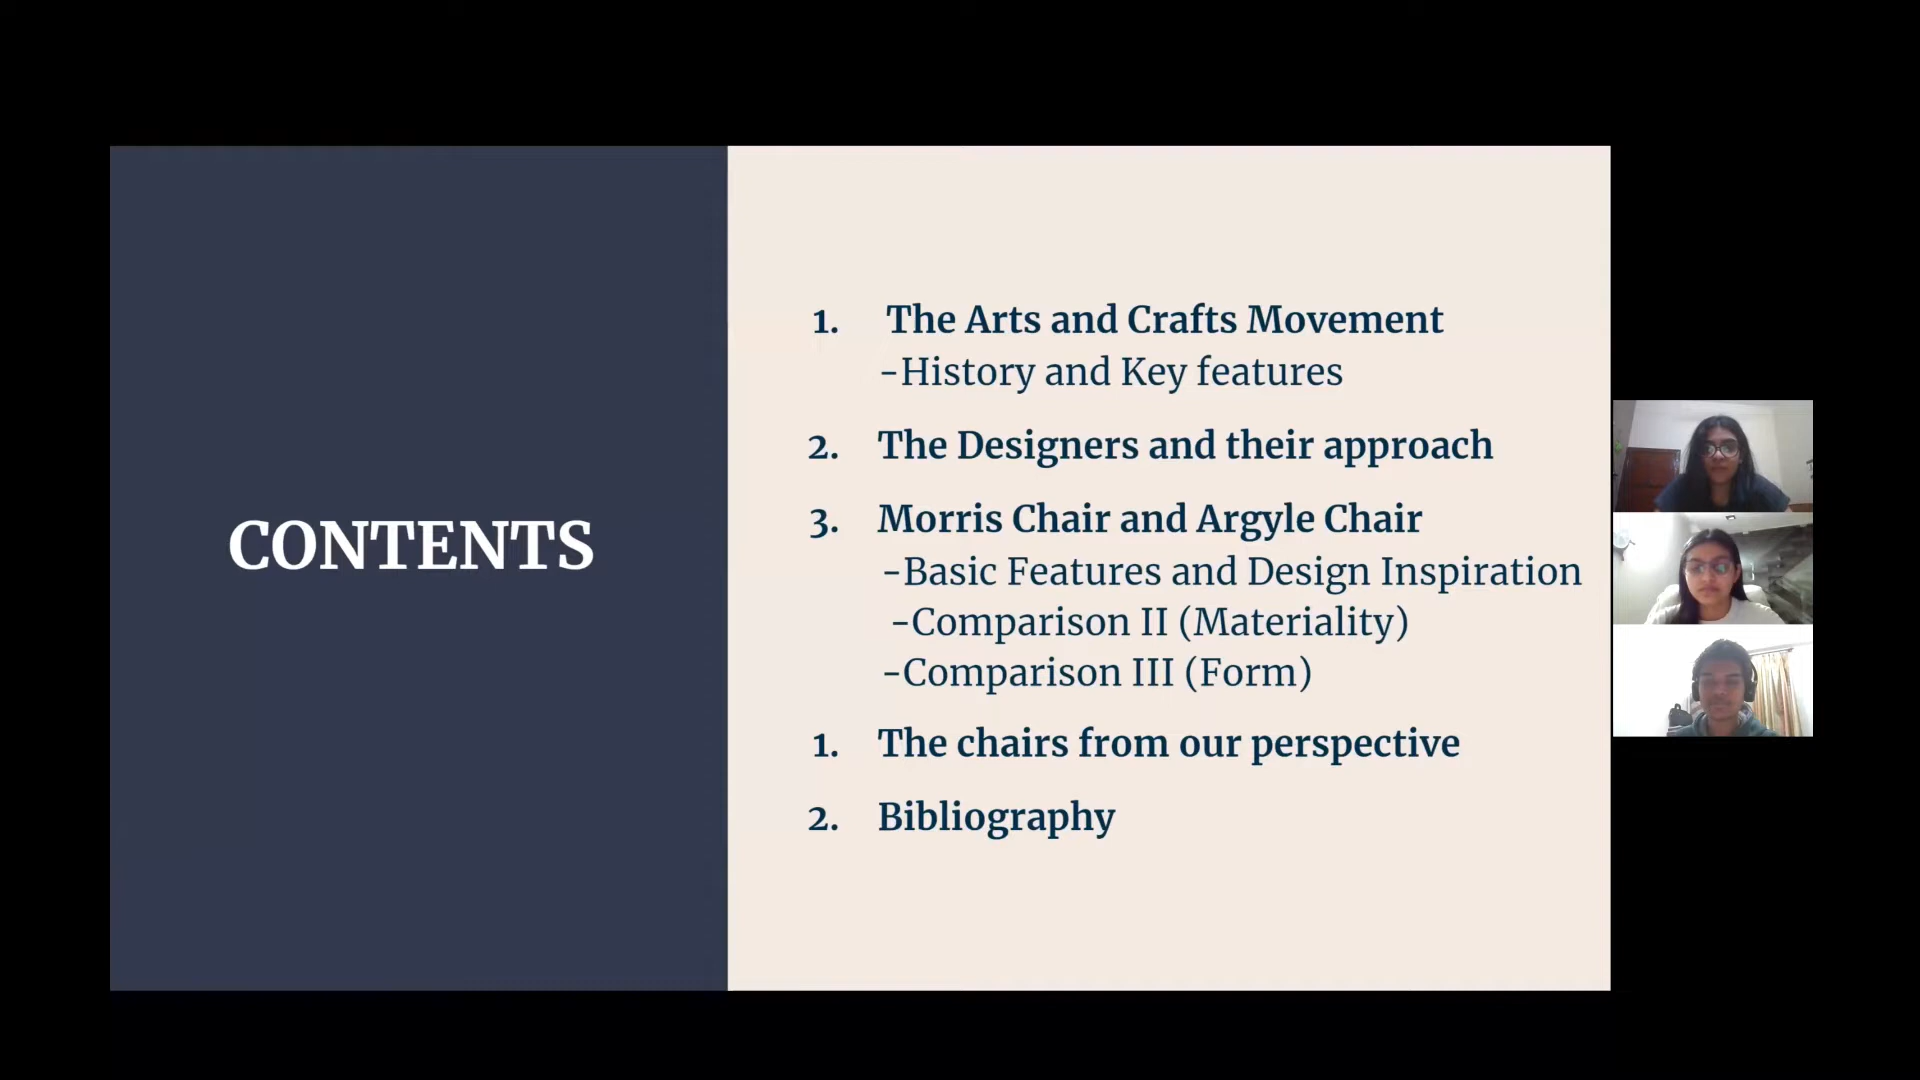 CONTENTS
1. The Arts and Crafts Movement
-History and Key features
2. The Designers and their approach
3. Morris Chair and Argyle Chair
-Basic Features and Design Inspiration
-Comparison II (Materiality)
-Comparison III (Form)
1. The chairs from our perspective
2. Bibliography